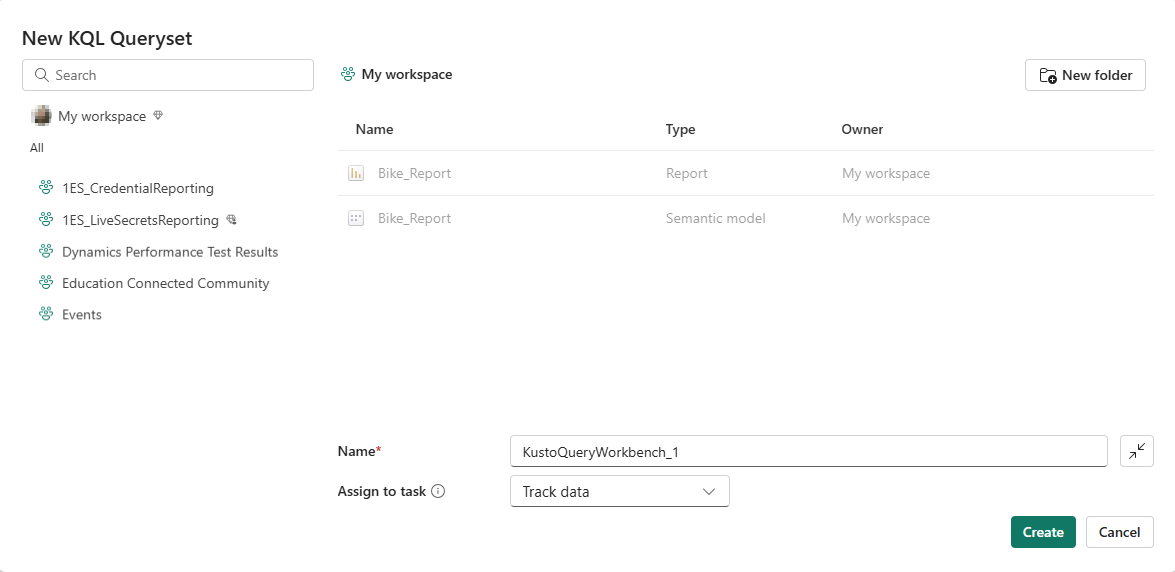 New KQL Queryset
Search
My workspace
All
1ES_CredentialReporting
1ES_LiveSecretsReporting
Dynamics Performance Test Results
Education Connected Community
Events
My workspace
New folder
Name Type Owner
Bike_Report Report My workspace
Bike_Report Semantic model My workspace
Name* KustoQueryWorkbench_1
Assign to task Track data
Create Cancel